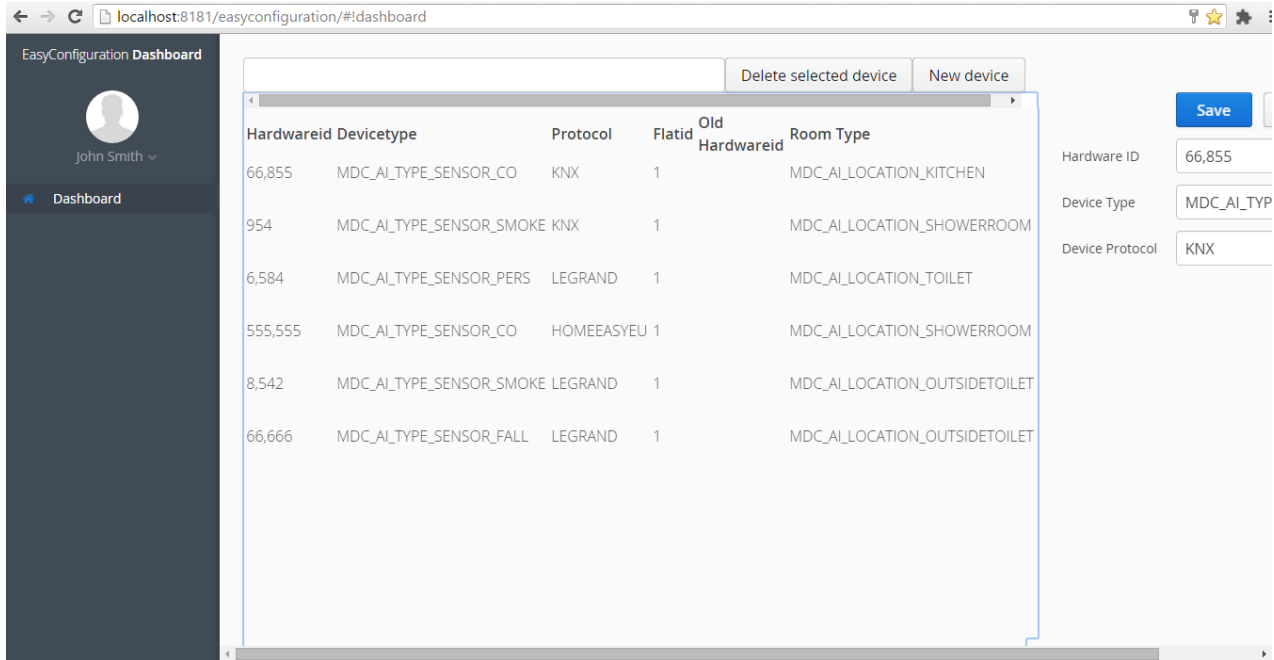 localhost:8181/easyconfiguration/#!dashboard
EasyConfiguration Dashboard
John Smith
Dashboard
Delete selected device New device
Hardwareid Devicetype Protocol Flatid Old Hardwareid Room Type
66,855 MDC_AI_TYPE_SENSOR_CO KNX 1 MDC_AI_LOCATION_KITCHEN
954 MDC_AI_TYPE_SENSOR_SMOKE KNX 1 MDC_AI_LOCATION_SHOWERROOM
6,584 MDC_AI_TYPE_SENSOR_PERS LEGRAND 1 MDC_AI_LOCATION_TOILET
555,555 MDC_AI_TYPE_SENSOR_CO HOMEEASYEU 1 MDC_AI_LOCATION_SHOWERROOM
8,542 MDC_AI_TYPE_SENSOR_SMOKE LEGRAND 1 MDC_AI_LOCATION_OUTSIDETOILET
66,666 MDC_AI_TYPE_SENSOR_FALL LEGRAND 1 MDC_AI_LOCATION_OUTSIDETOILET
Save
Hardware ID 66,855
Device Type MDC_AI_TYP
Device Protocol KNX